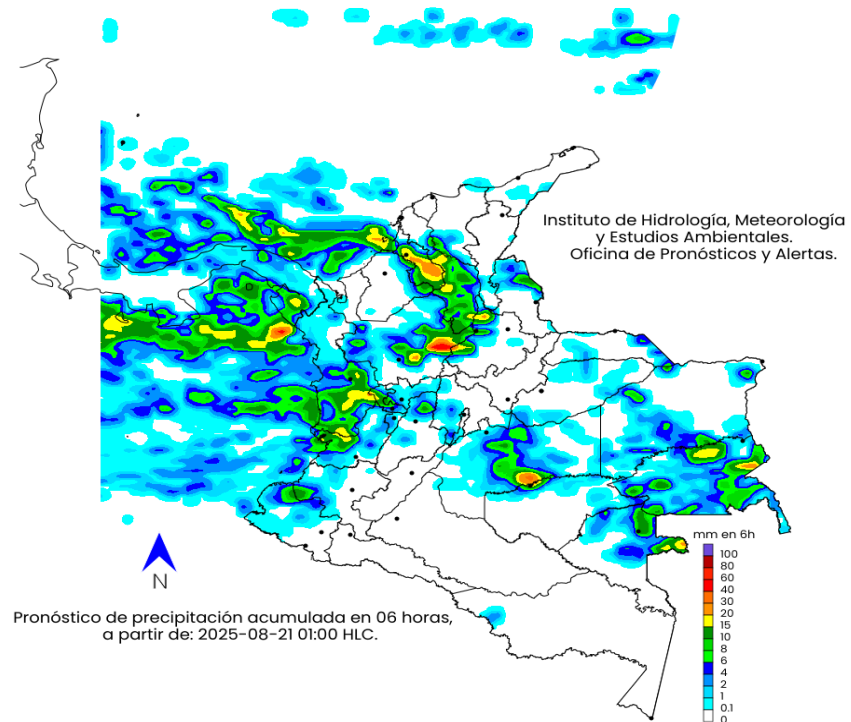 Instituto de Hidrología, Meteorología
y Estudios Ambientales.
Oficina de Pronósticos y Alertas.
mm en 6h
100
80
60
40
30
20
15
10
8
6
4
2
1
0.1
0
N
Pronóstico de precipitación acumulada en 06 horas,
a partir de: 2025-08-21 01:00 HLC.